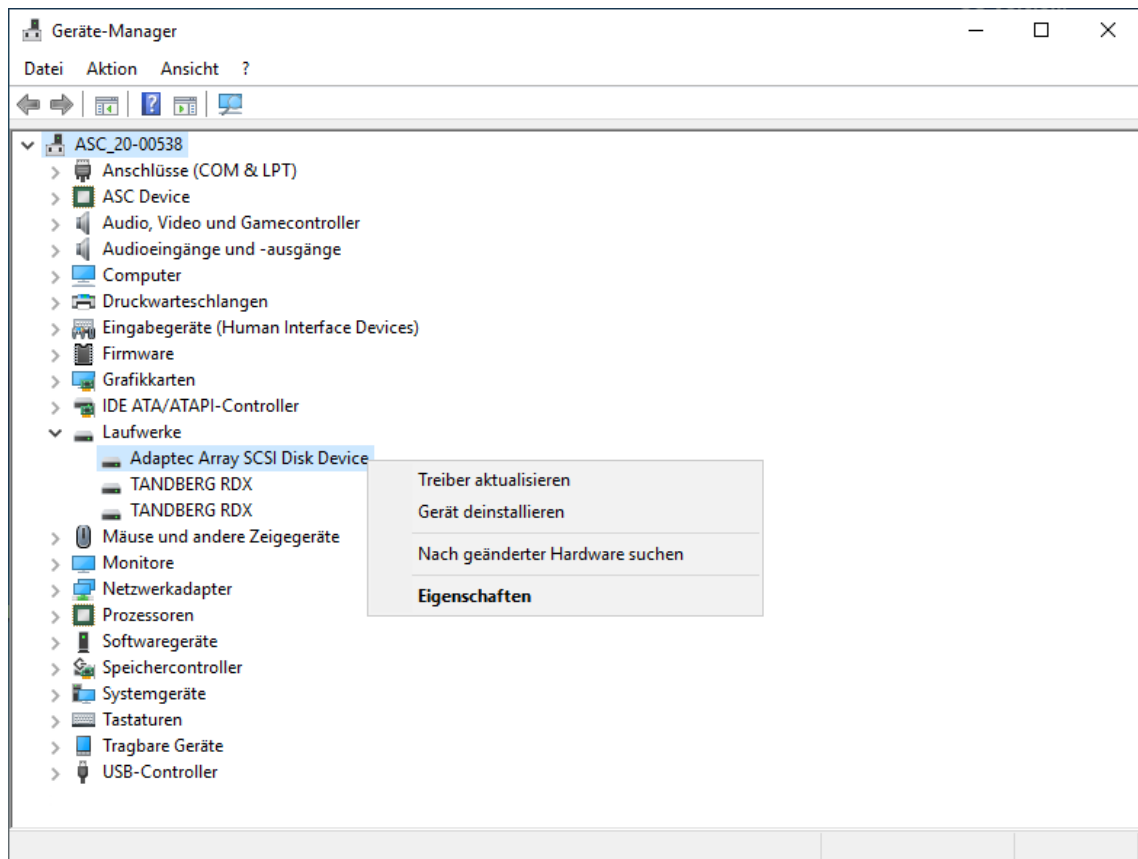 Geräte-Manager
Datei Aktion Ansicht ?
ASC_20-00538
Anschlüsse (COM & LPT)
ASC Device
Audio, Video und Gamecontroller
Audioeingänge und -ausgänge
Computer
Druckwarteschlangen
Eingabegeräte (Human Interface Devices)
Firmware
Grafikkarten
IDE ATA/ATAPI-Controller
Laufwerke
Adaptec Array SCSI Disk Device
TANDBERG RDX
TANDBERG RDX
Mäuse und andere Zeigegeräte
Monitore
Netzwerkadapter
Prozessoren
Softwaregeräte
Speichercontroller
Systemgeräte
Tastaturen
Tragbare Geräte
USB-Controller
Treiber aktualisieren
Gerät deinstallieren
Nach geänderter Hardware suchen
Eigenschaften